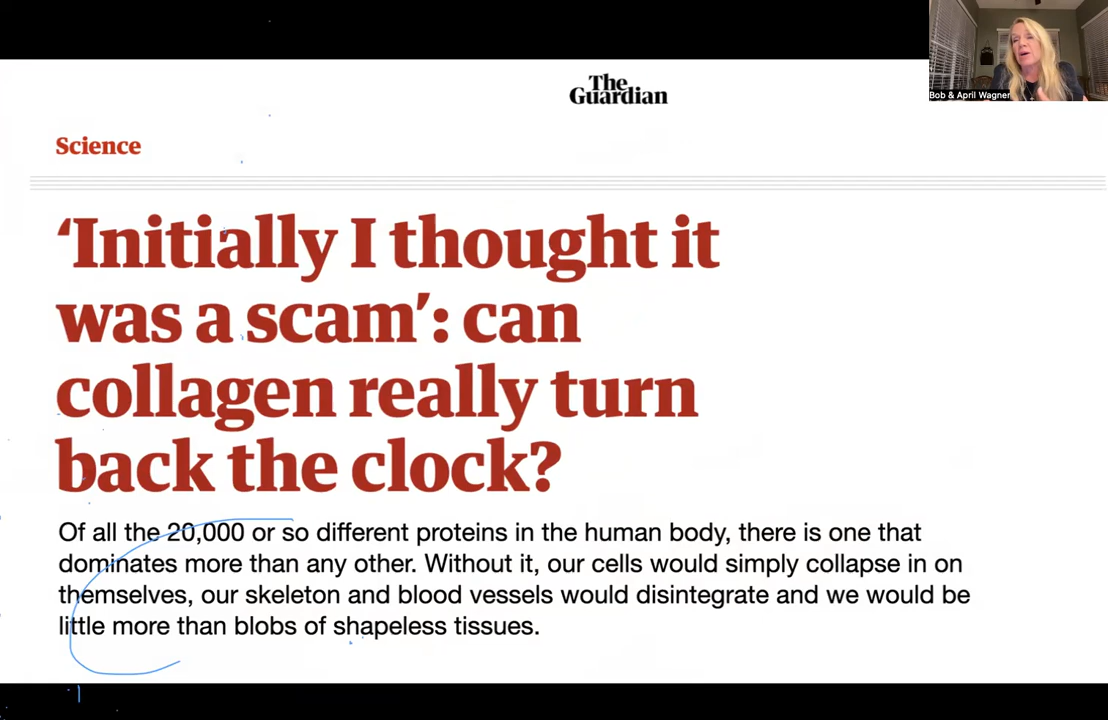 The
Guardian
Bob & April Wagner
Science
‘Initially I thought it
was a scam’: can
collagen really turn
back the clock?
Of all the 20,000 or so different proteins in the human body, there is one that
dominates more than any other. Without it, our cells would simply collapse in on
themselves, our skeleton and blood vessels would disintegrate and we would be
little more than blobs of shapeless tissues.